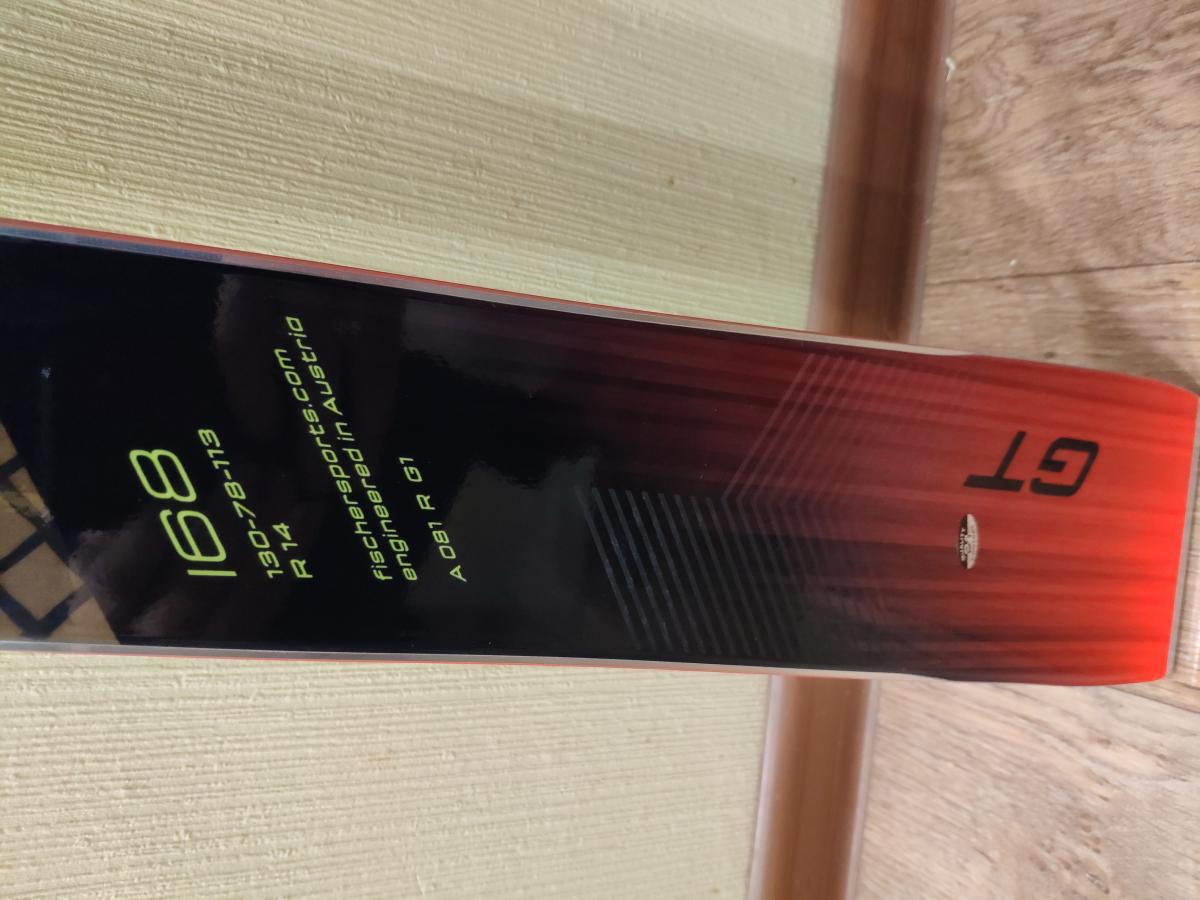 168
130-78-113
R 14
fischersports.com
engineered in Austria
A 081 R G1
GT